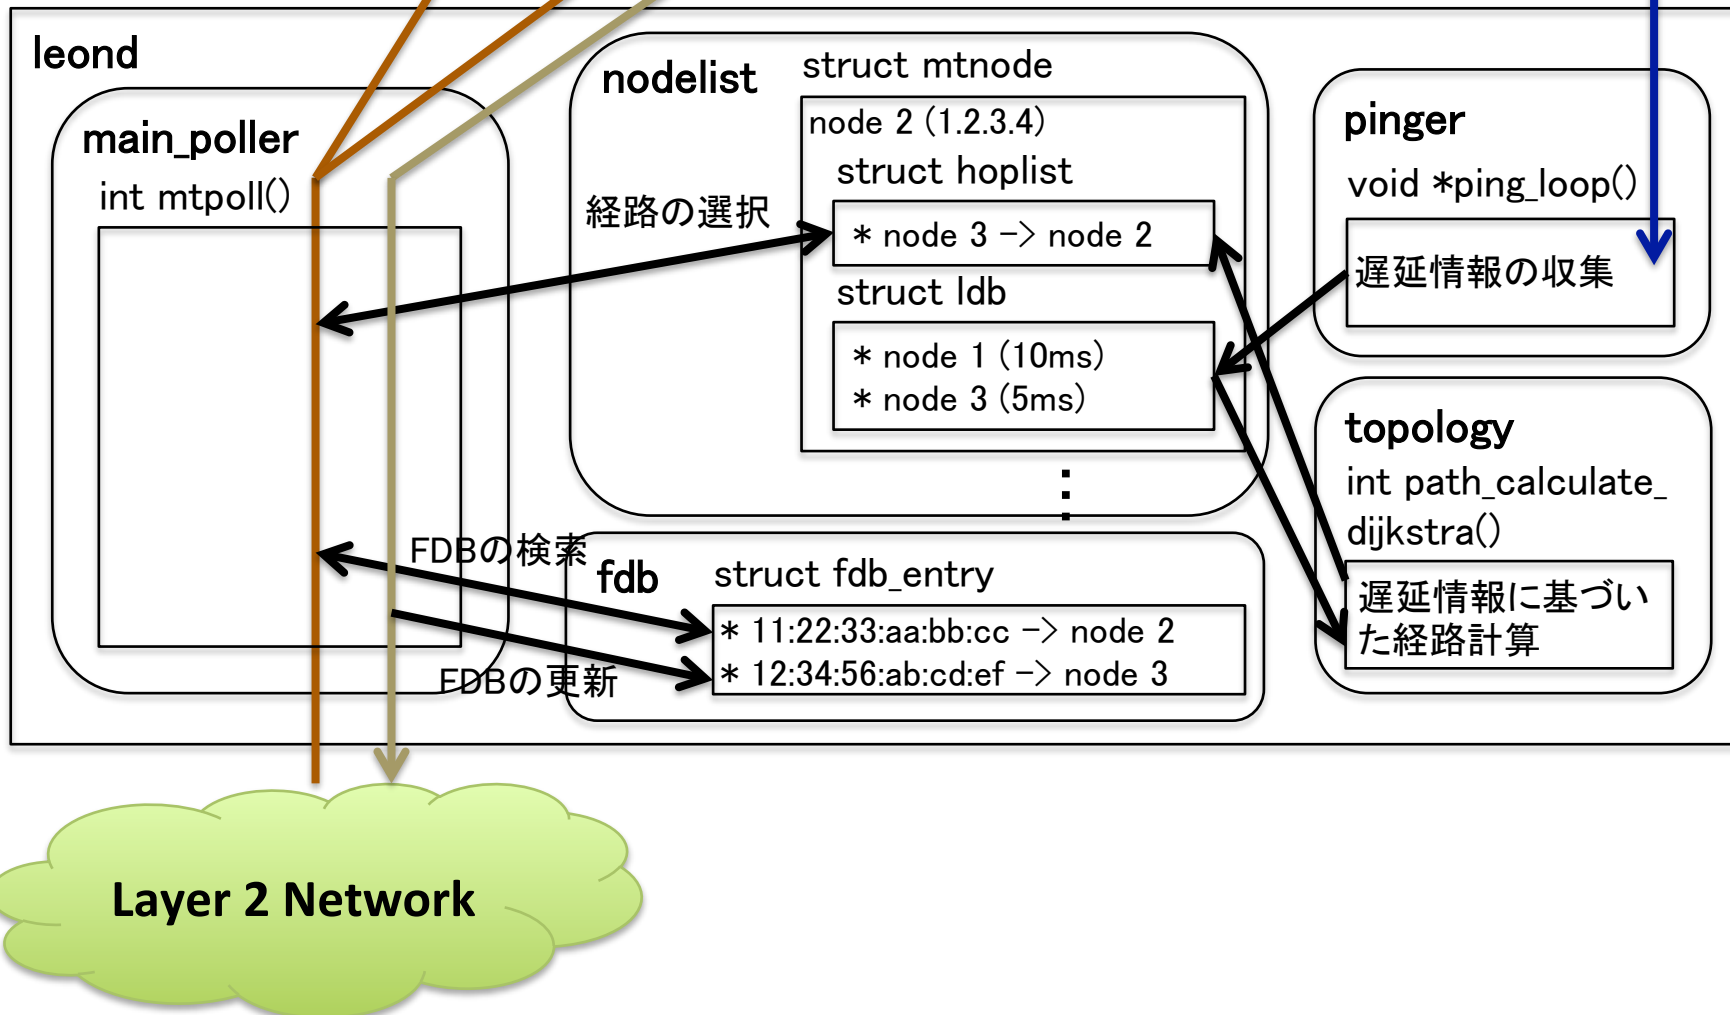 leond
main_poller
int mtpoll()
nodelist
struct mtnode
node 2 (1.2.3.4)
struct hoplist
* node 3 -> node 2
struct ldb
* node 1 (10ms)
* node 3 (5ms)
⋮
経路の選択
pinger
void *ping_loop()
遅延情報の収集
topology
int path_calculate_
dijkstra()
遅延情報に基づい
た経路計算
FDBの検索
fdb
struct fdb_entry
* 11:22:33:aa:bb:cc -> node 2
* 12:34:56:ab:cd:ef -> node 3
FDBの更新
Layer 2 Network